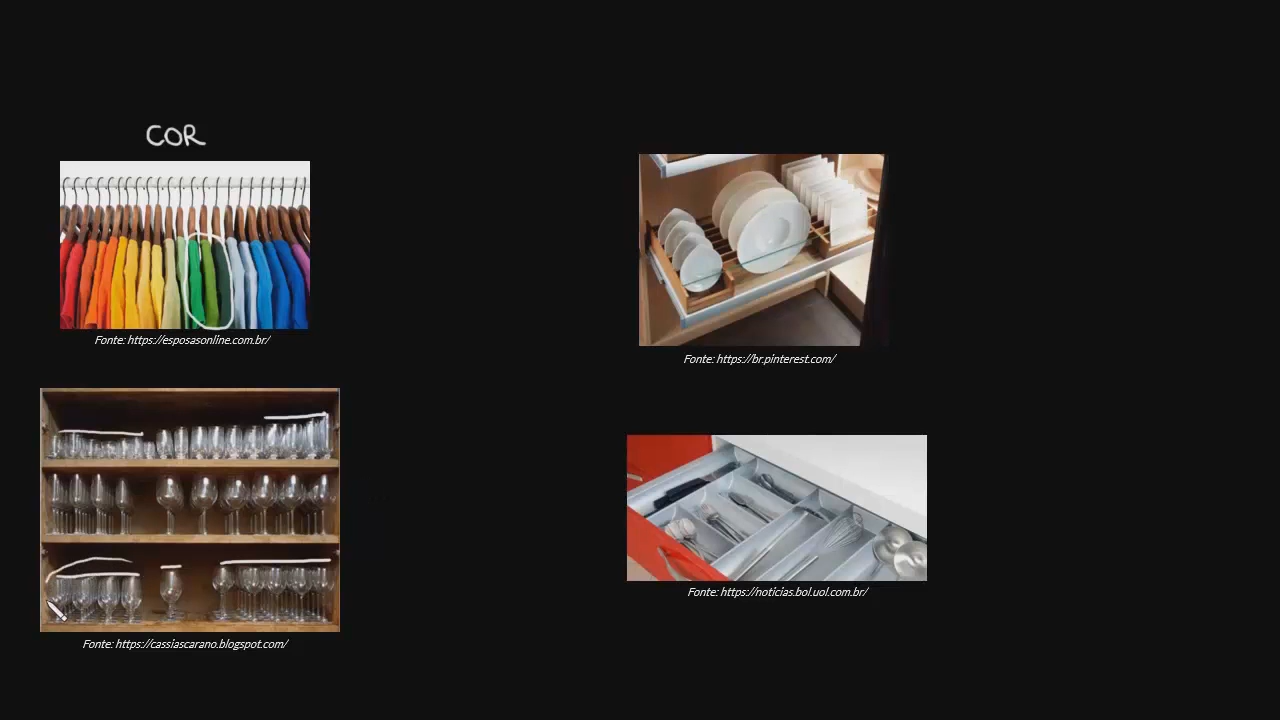 COR
Fonte: https://esposasonline.com.br/
Fonte: https://br.pinterest.com/
Fonte: https://cassiascarano.blogspot.com/
Fonte: https://noticias.bol.uol.com.br/